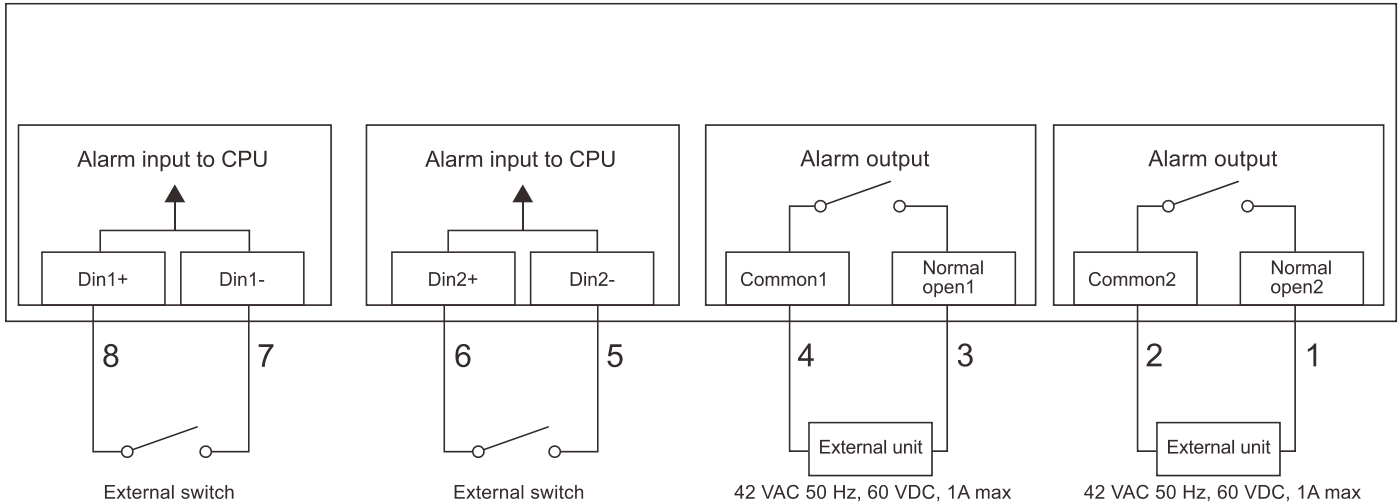 Alarm input to CPU
Alarm input to CPU
Alarm output
Alarm output
Din1+
Din1-
Din2+
Din2-
Common1
Normal
open1
Common2
Normal
open2
8
7
6
5
4
3
2
1
External unit
External unit
External switch
External switch
42 VAC 50 Hz, 60 VDC, 1A max
42 VAC 50 Hz, 60 VDC, 1A max